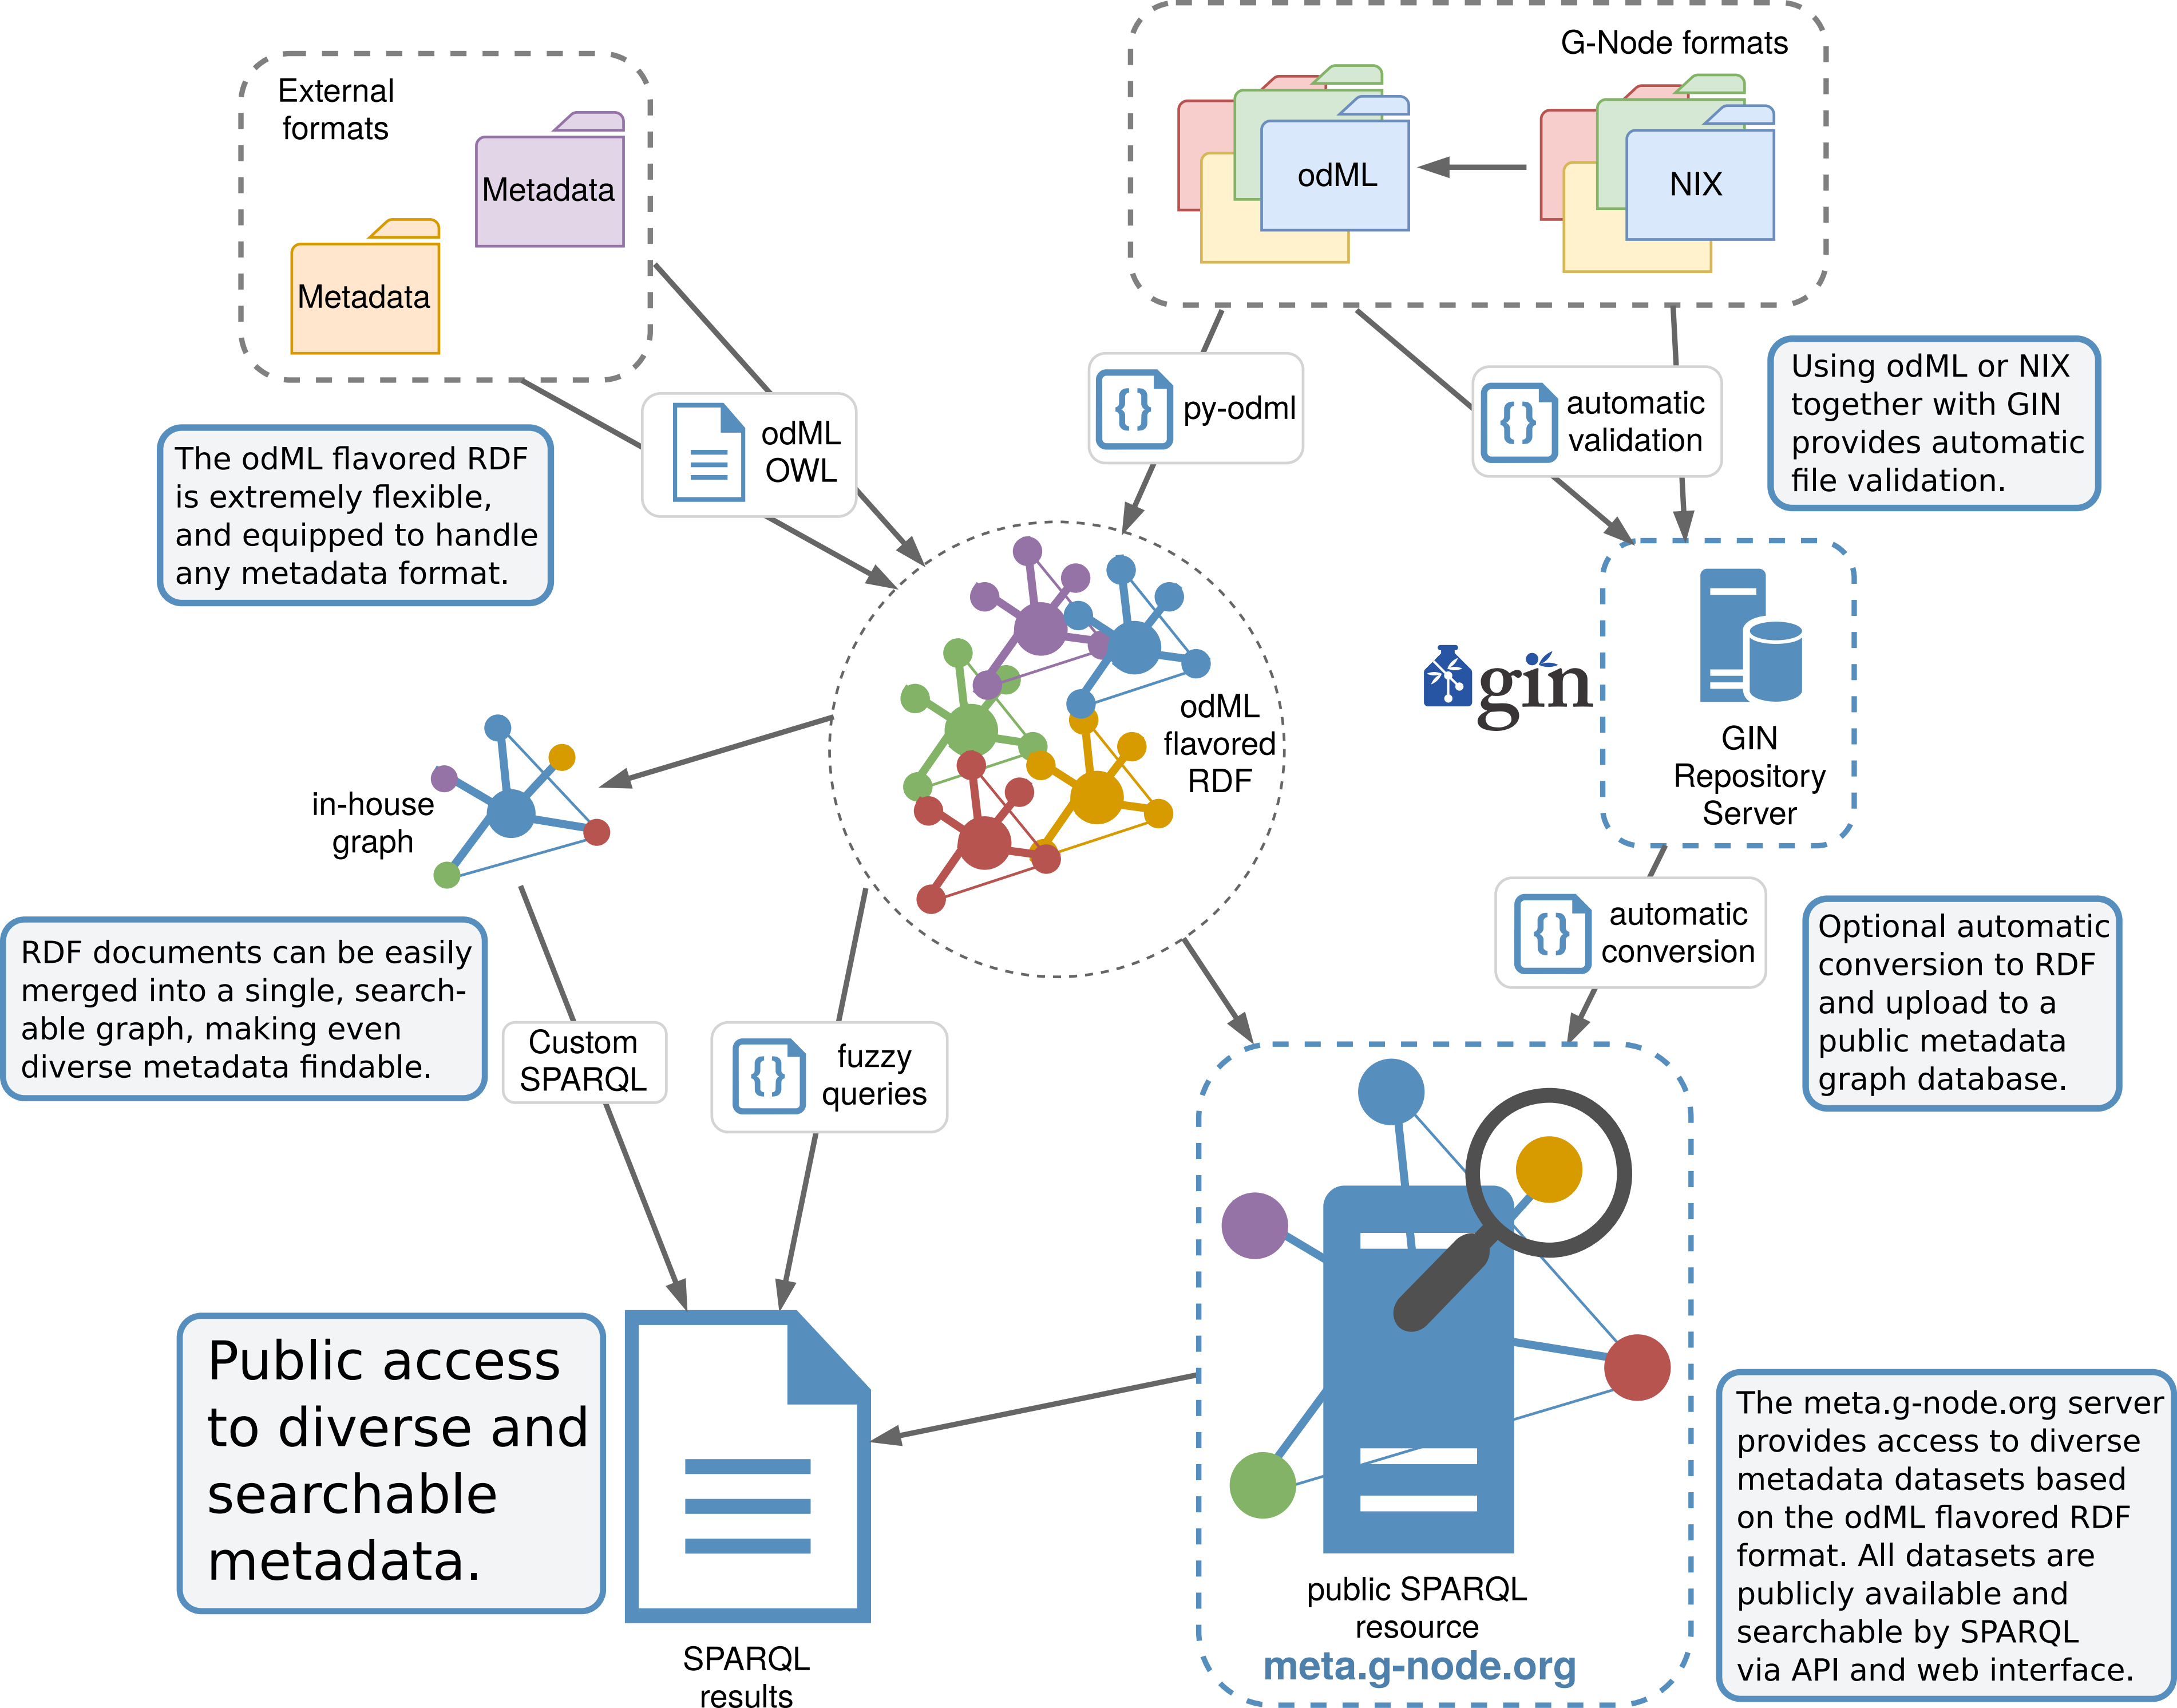 External
formats
Metadata
Metadata
G-Node formats
odML
NIX
odML
OWL
py-odml
automatic
validation
Using odML or NIX
together with GIN
provides automatic
file validation.
The odML flavored RDF
is extremely flexible,
and equipped to handle
any metadata format.
odML
flavored
RDF
gin
GIN
Repository
Server
in-house
graph
automatic
conversion
Optional automatic
conversion to RDF
and upload to a
public metadata
graph database.
RDF documents can be easily
merged into a single, search-
able graph, making even
diverse metadata findable.
Custom
SPARQL
fuzzy
queries
Public access
to diverse and
searchable
metadata.
SPARQL
results
public SPARQL
resource
meta.g-node.org
The meta.g-node.org server
provides access to diverse
metadata datasets based
on the odML flavored RDF
format. All datasets are
publicly available and
searchable by SPARQL
via API and web interface.